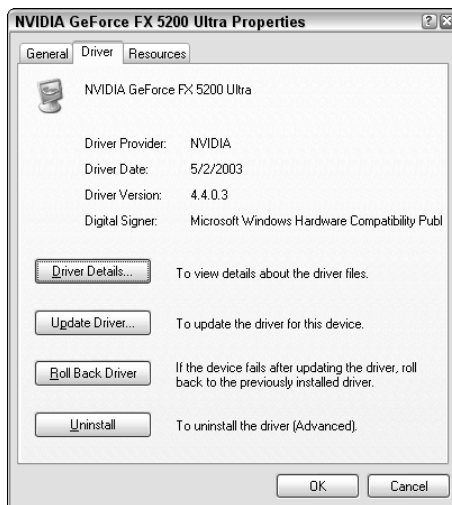 NVIDIA GeForce FX 5200 Ultra Properties
General
Driver
Resources
NVIDIA GeForce FX 5200 Ultra
Driver Provider: NVIDIA
Driver Date: 5/2/2003
Driver Version: 4.4.0.3
Digital Signer: Microsoft Windows Hardware Compatibility Publ
Driver Details... To view details about the driver files.
Update Driver... To update the driver for this device.
Roll Back Driver If the device fails after updating the driver, roll
back to the previously installed driver.
Uninstall To uninstall the driver (Advanced).
OK Cancel